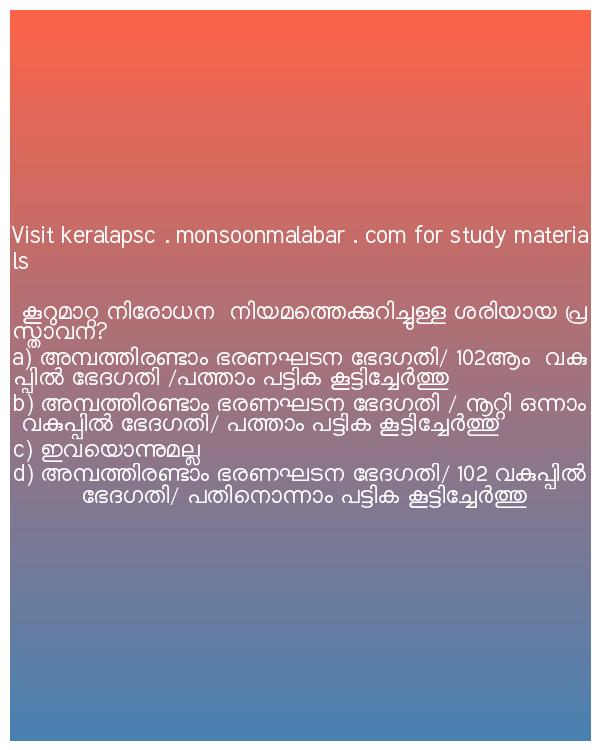 Visit keralapsc . monsoonmalabar . com for study materia
ls
കൂറുമാറ്റ നിരോധന നിയമത്തെക്കുറിച്ചുള്ള ശരിയായ പ്ര
സ്താവന?
a) അമ്പത്തിരണ്ടാം ഭരണഘടന ഭേദഗതി/ 102ആം വകു
പ്പിൽ ഭേദഗതി /പത്താം പട്ടിക കൂട്ടിച്ചേർത്തു
b) അമ്പത്തിരണ്ടാം ഭരണഘടന ഭേദഗതി / നൂറ്റി ഒന്നാം
വകുപ്പിൽ ഭേദഗതി/ പത്താം പട്ടിക കൂട്ടിച്ചേർത്തു
c) ഇവയൊന്നുമല്ല
d) അമ്പത്തിരണ്ടാം ഭരണഘടന ഭേദഗതി/ 102 വകുപ്പിൽ
ഭേദഗതി/ പതിനൊന്നാം പട്ടിക കൂട്ടിച്ചേർത്തു